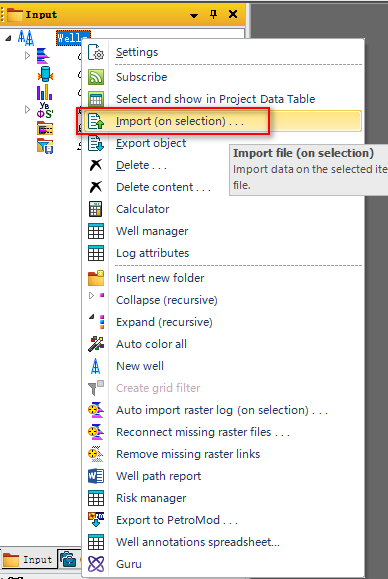 Input
Wells
Settings
Subscribe
Select and show in Project Data Table
Import (on selection) . . .
Export object
Import file (on selection)
Import data on the selected ite
file.
Delete . . .
Delete content . . .
Calculator
Well manager
Log attributes
Insert new folder
Collapse (recursive)
Expand (recursive)
Auto color all
New well
Create grid filter
Auto import raster log (on selection) . . .
Reconnect missing raster files . . .
Remove missing raster links
Well path report
Risk manager
Export to PetroMod . . .
Well annotations spreadsheet...
Guru
Input